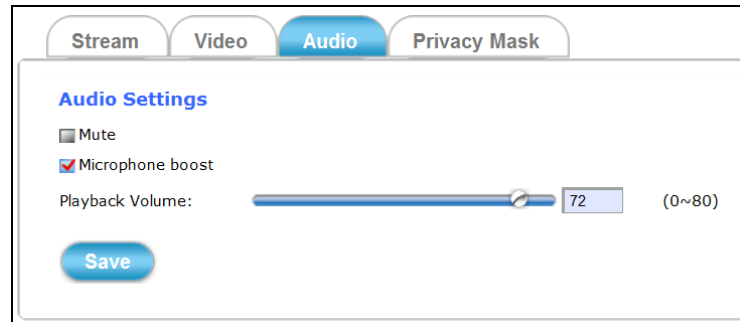 Stream Video Audio Privacy Mask
Audio Settings
Mute
Microphone boost
Playback Volume: 72 (0~80)
Save